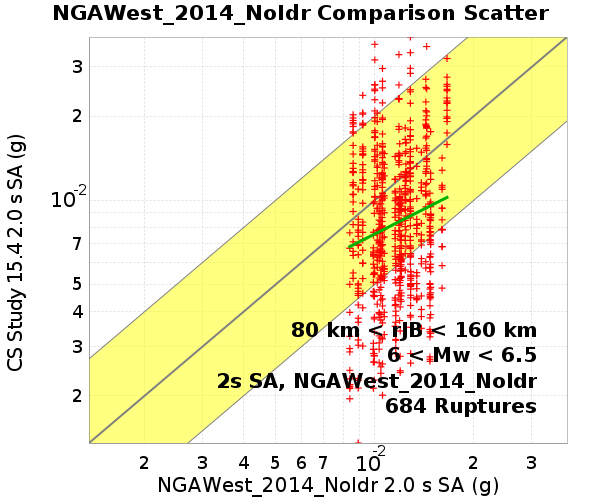 NGAWest_2014_NoIdr Comparison Scatter
CS Study 15.4 2.0 s SA (g)
3
2
10-2
7
5
4
3
2
80 km < rJB < 160 km
6 < Mw < 6.5
2s SA, NGAWest_2014_NoIdr
684 Ruptures
2 3 4 5 6 7 10-2 2 3
NGAWest_2014_NoIdr 2.0 s SA (g)